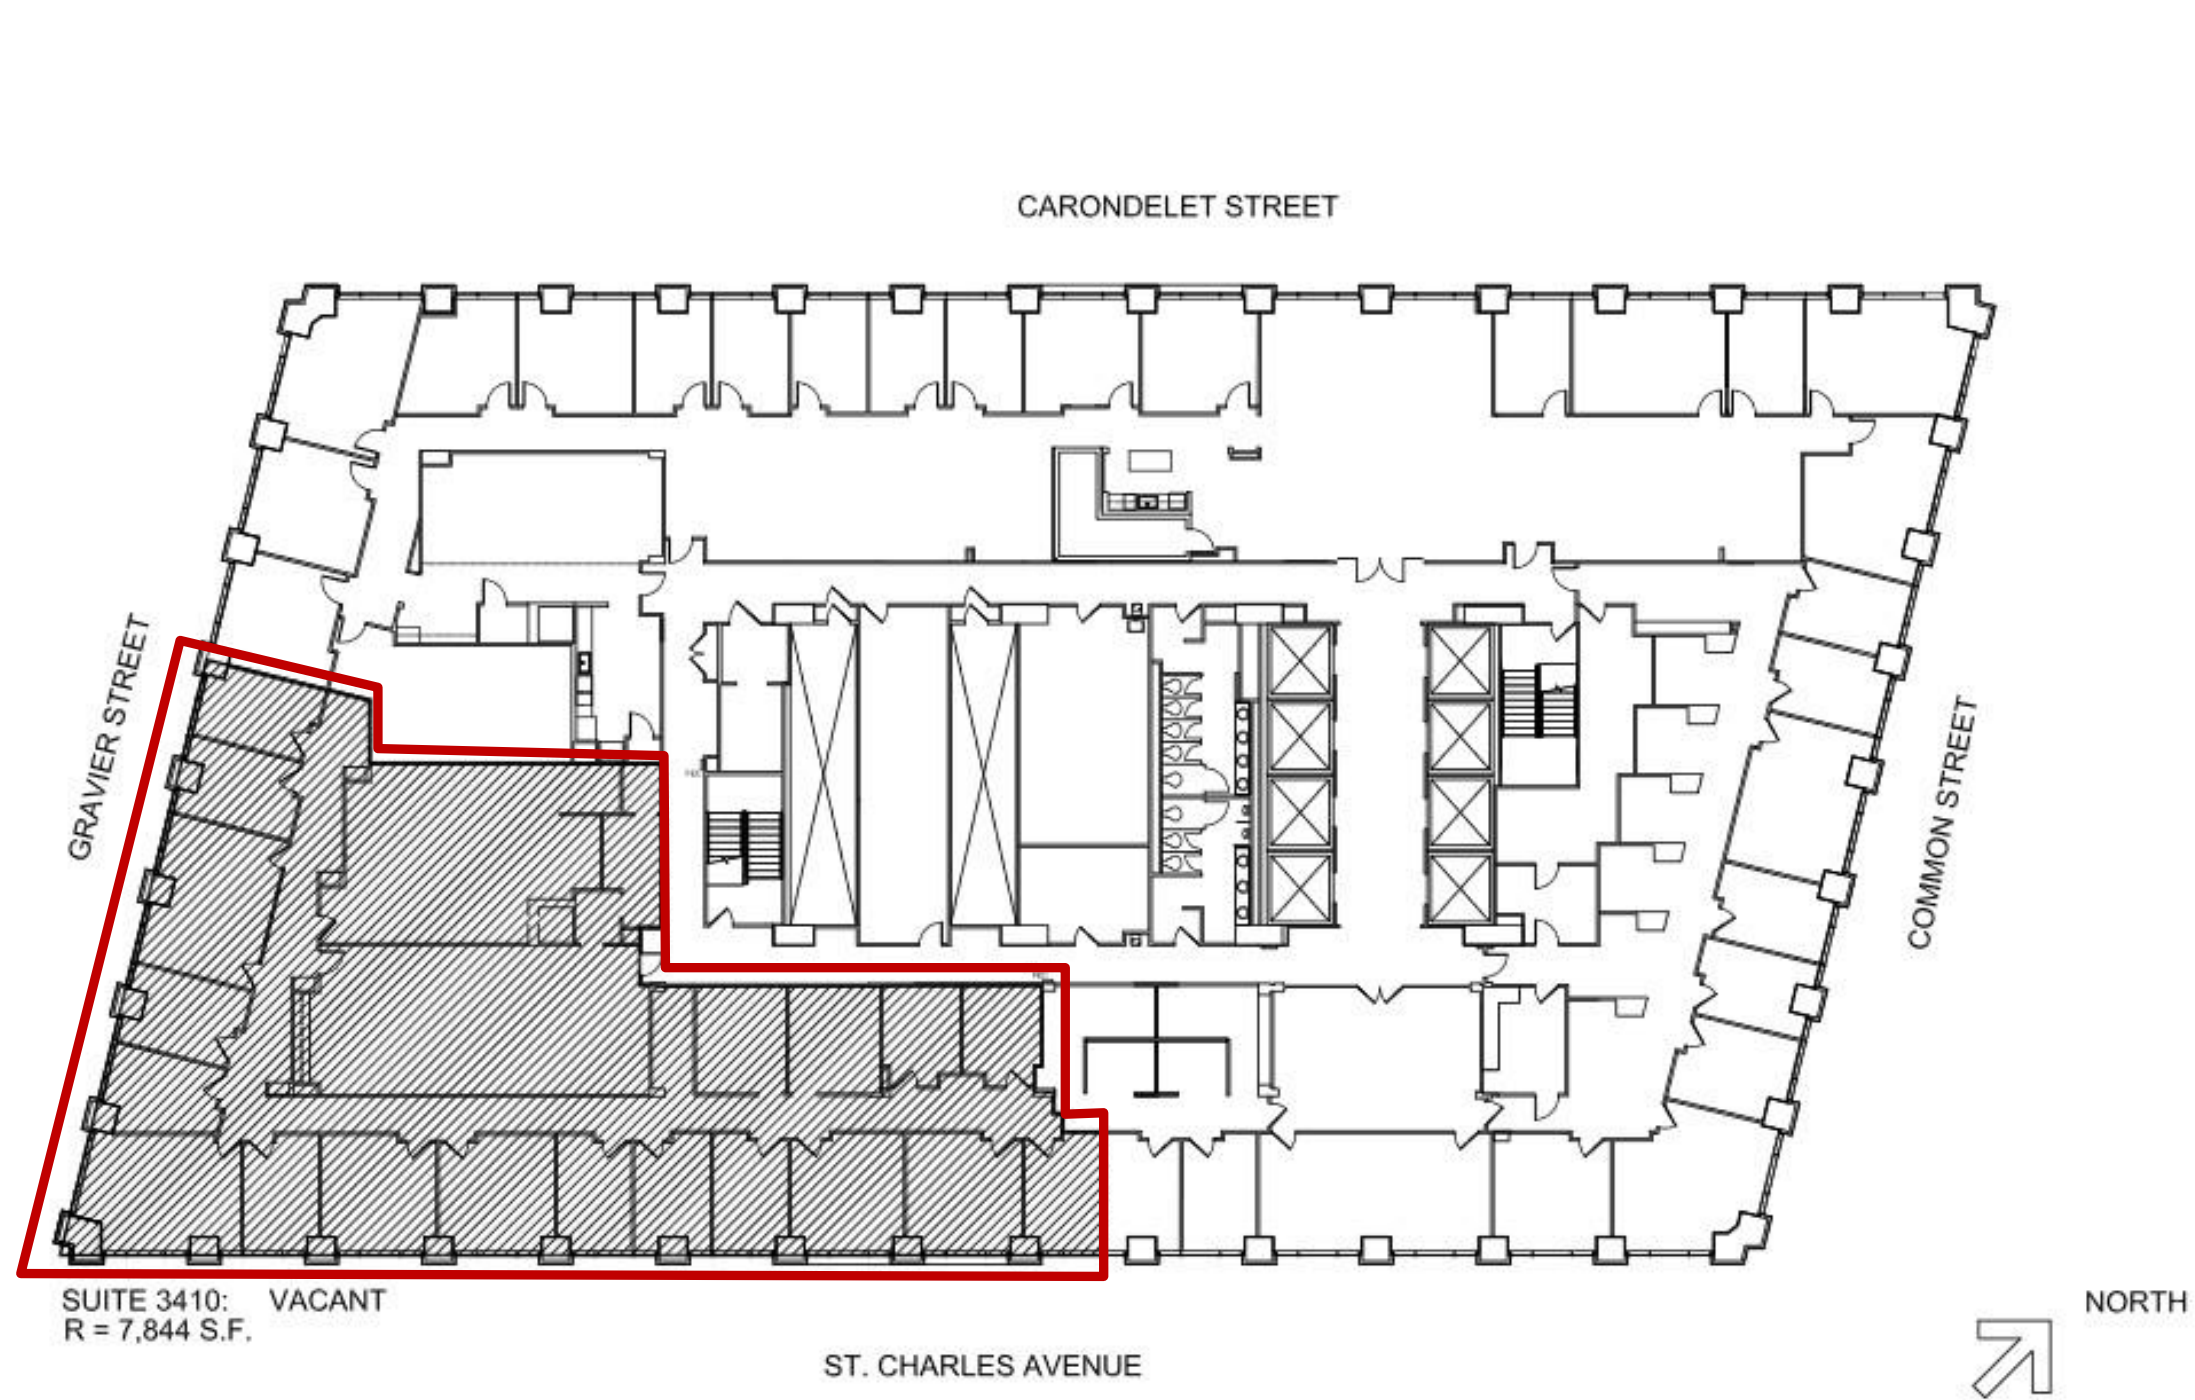 CARONDELET STREET
GRAVIER STREET
COMMON STREET
SUITE 3410: VACANT
R = 7,844 S.F.
NORTH
ST. CHARLES AVENUE